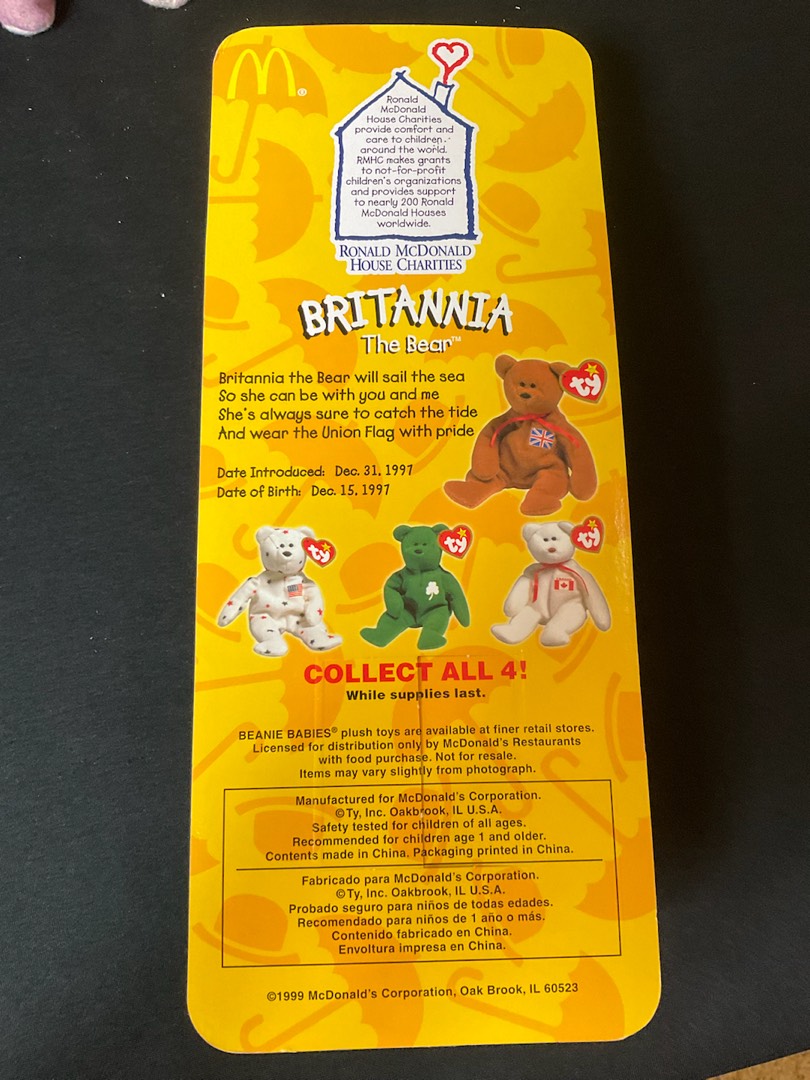 Ronald
McDonald
House Charities
provide comfort and
care to children
around the world.
RMHC makes grants
to not-for-profit
children's organizations
and provides support
to nearly 200 Ronald
McDonald Houses
worldwide.
RONALD MCDONALD
HOUSE CHARITIES
BRITANNIA
The Bear™
Britannia the Bear will sail the sea
So she can be with you and me
She's always sure to catch the tide
And wear the Union Flag with pride
ty
Date Introduced: Dec. 31, 1997
Date of Birth: Dec. 15, 1997
ty
ty
ty
COLLECT ALL 4!
While supplies last.
BEANIE BABIES® plush toys are available at finer retail stores.
Licensed for distribution only by McDonald's Restaurants
with food purchase. Not for resale.
Items may vary slightly from photograph.
Manufactured for McDonald's Corporation.
©Ty, Inc. Oakbrook, IL U.S.A.
Safety tested for children of all ages.
Recommended for children age 1 and older.
Contents made in China. Packaging printed in China.
Fabricado para McDonald's Corporation.
©Ty, Inc. Oakbrook, IL U.S.A.
Probado seguro para niños de todas edades.
Recomendado para niños de 1 año o más.
Contenido fabricado en China.
Envoltura impresa en China.
©1999 McDonald's Corporation, Oak Brook, IL 60523